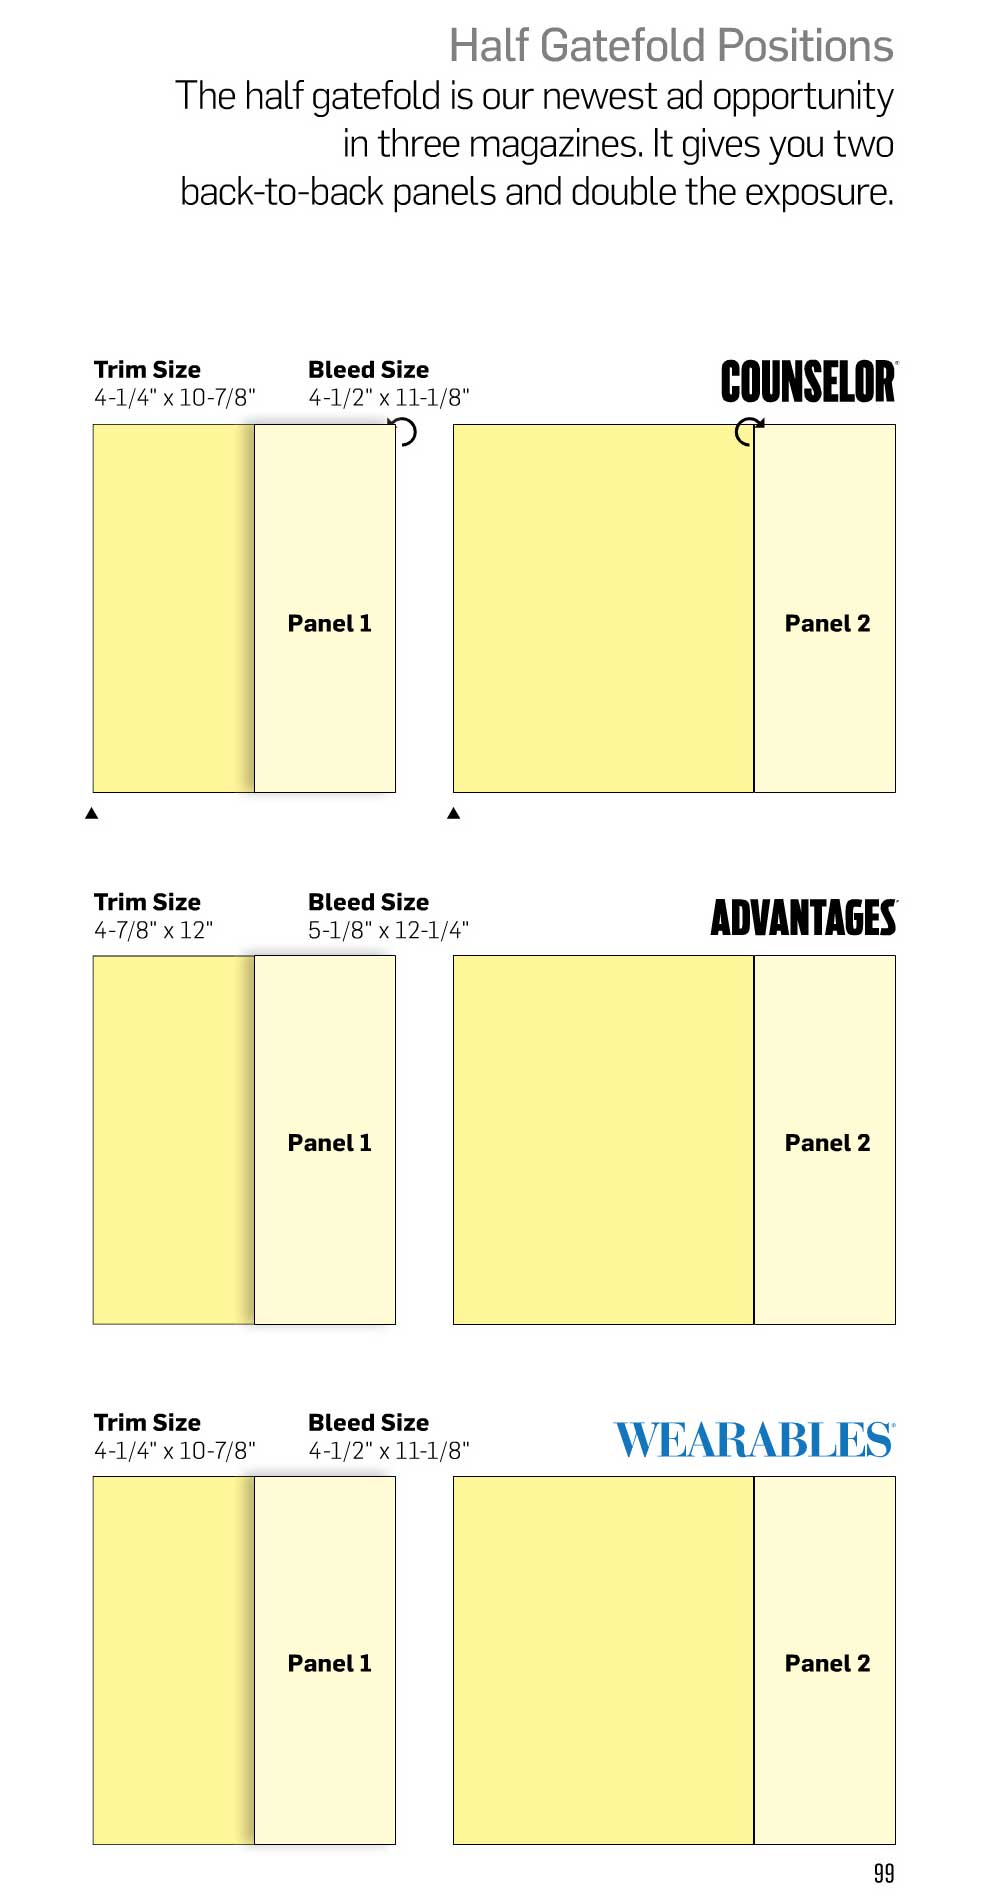 Half Gatefold Positions
The half gatefold is our newest ad opportunity
in three magazines. It gives you two
back-to-back panels and double the exposure.
Trim Size
4-1/4" x 10-7/8"
Bleed Size
4-1/2" x 11-1/8"
COUNSELOR®
Panel 1
Panel 2
Trim Size
4-7/8" x 12"
Bleed Size
5-1/8" x 12-1/4"
ADVANTAGES
Panel 1
Panel 2
Trim Size
4-1/4" x 10-7/8"
Bleed Size
4-1/2" x 11-1/8"
WEARABLES®
Panel 1
Panel 2
99